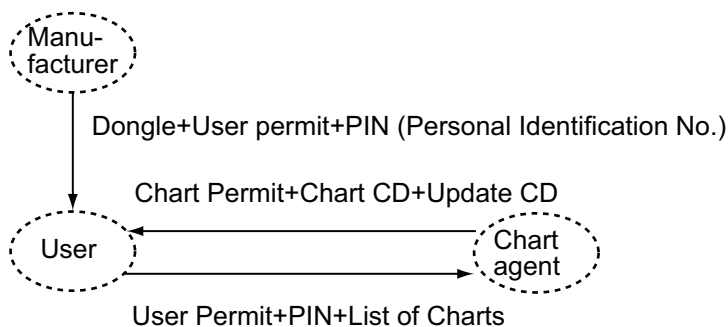 Manu-
facturer
Dongle+User permit+PIN (Personal Identification No.)
Chart Permit+Chart CD+Update CD
User
Chart
agent
User Permit+PIN+List of Charts